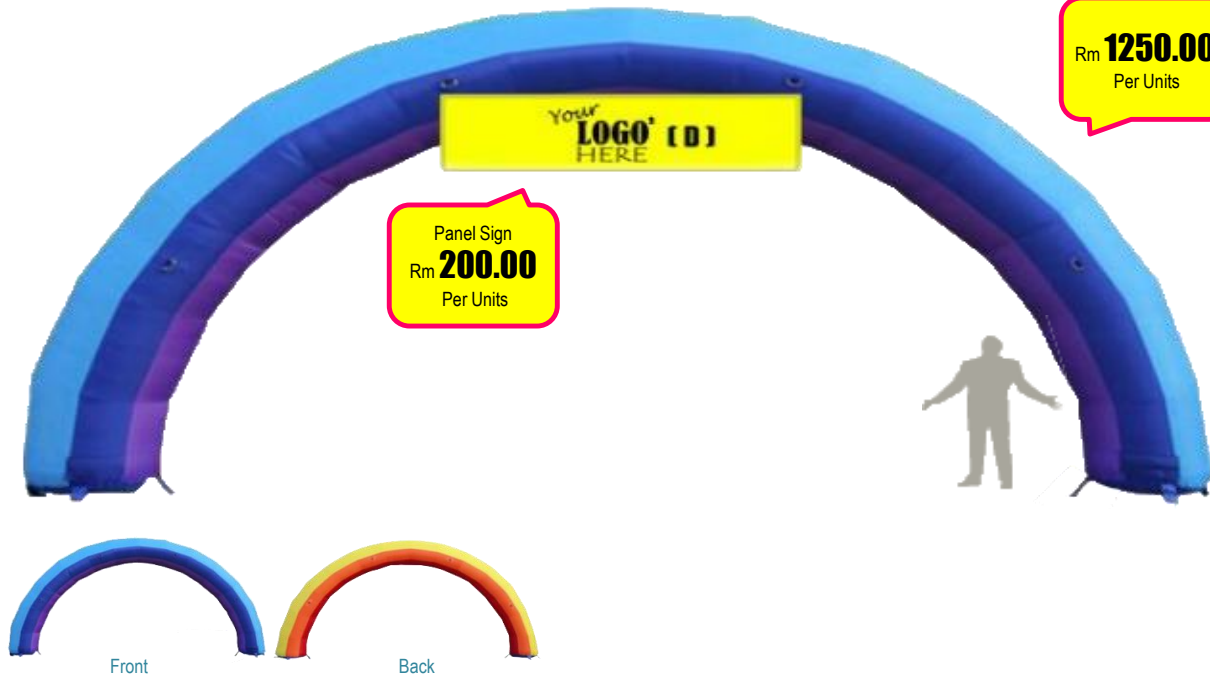 Rm 1250.00
Per Units
Your
LOGO' (D)
HERE
Panel Sign
Rm 200.00
Per Units
Front
Back